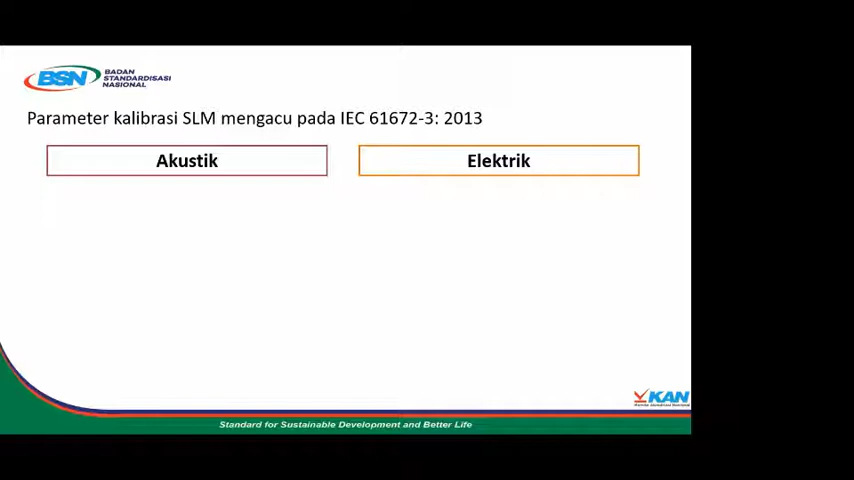 BSN
BADAN
STANDARDISASI
NASIONAL
Parameter kalibrasi SLM mengacu pada IEC 61672-3: 2013
Akustik
Elektrik
KAN
Standard for Sustainable Development and Better Life